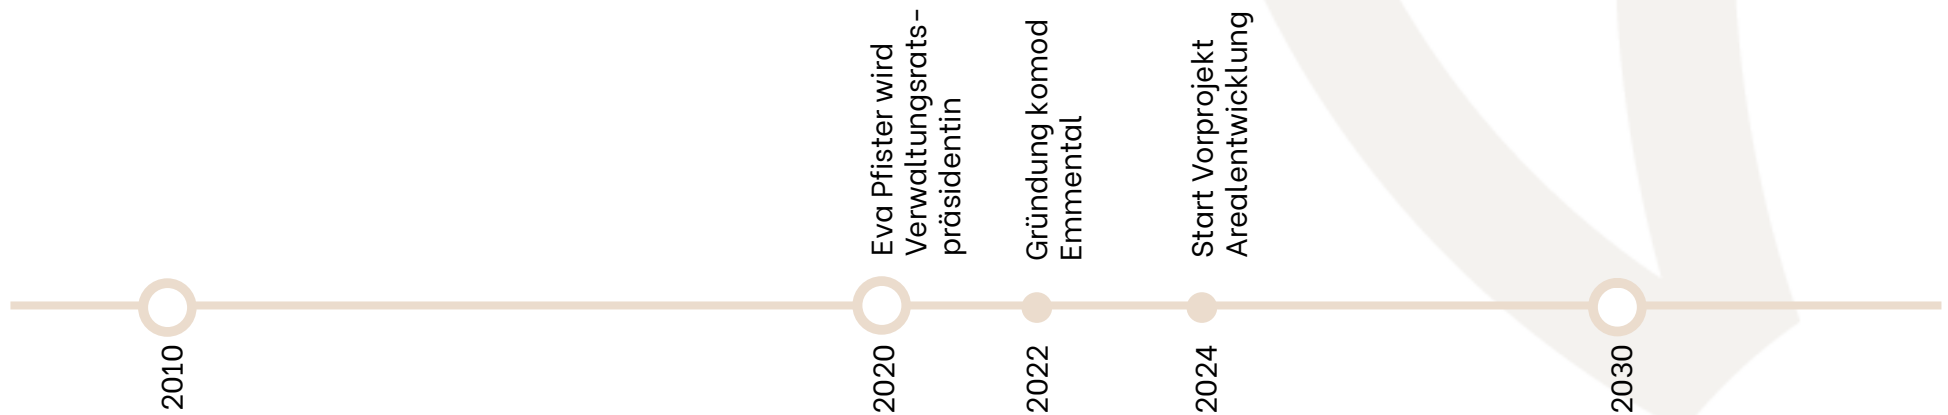 Eva Pfister wird
Verwaltungsrats-
präsidentin
Gründung komod
Emmental
Start Vorprojekt
Arealentwicklung
2010
2020
2022
2024
2030